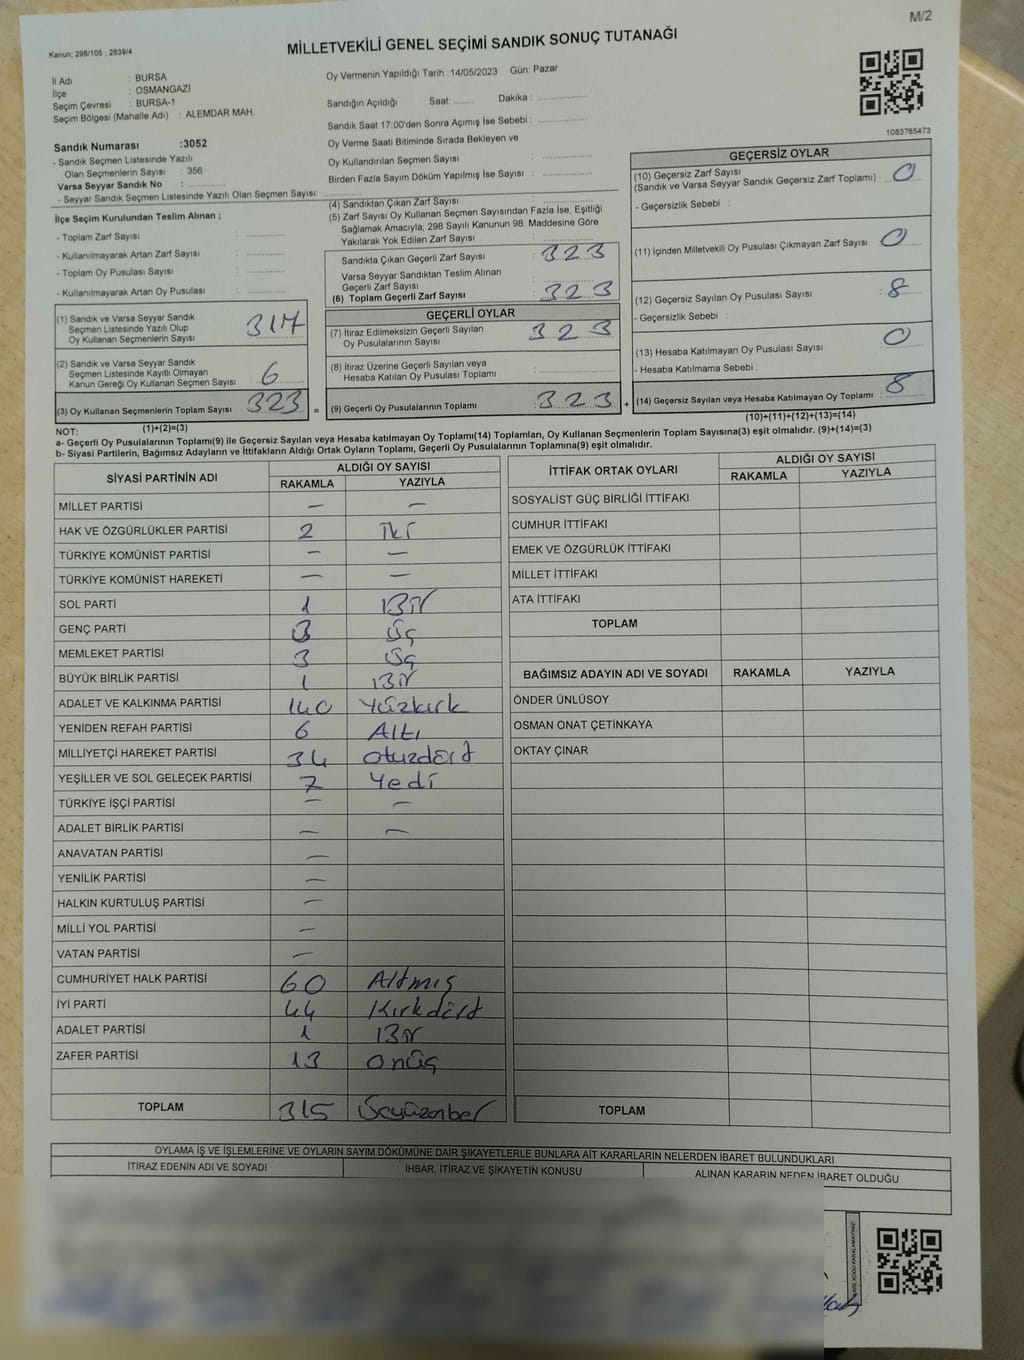 M/2
Kanun; 298/105 , 2839/4
MİLLETVEKİLİ GENEL SEÇİMİ SANDIK SONUÇ TUTANAĞI
İl Adı : BURSA
İlçe : OSMANGAZİ
Seçim Çevresi : BURSA-1
Seçim Bölgesi (Mahalle Adı) : ALEMDAR MAH.
Oy Vermenin Yapıldığı Tarih :14/05/2023 Gün: Pazar
Sandığın Açıldığı Saat: ........ Dakika : ....................
Sandık Saat 17:00'den Sonra Açımış İse Sebebi : ....................
Oy Verme Saati Bitiminde Sırada Bekleyen ve
Oy Kullandırılan Seçmen Sayısı : ....................
Birden Fazla Sayım Döküm Yapılmış İse Sayısı : ....................
1083765473
Sandık Numarası :3052
- Sandık Seçmen Listesinde Yazılı
Olan Seçmenlerin Sayısı : 356
Varsa Seyyar Sandık No : ....................
- Seyyar Sandık Seçmen Listesinde Yazılı Olan Seçmen Sayısı: ....................
İlçe Seçim Kurulundan Teslim Alınan ;
- Toplam Zarf Sayısı : ............
- Kullanılmayarak Artan Zarf Sayısı : ............
- Toplam Oy Pusulası Sayısı : ............
- Kullanılmayarak Artan Oy Pusulası : ............
(1) Sandık ve Varsa Seyyar Sandık
Seçmen Listesinde Yazılı Olup
Oy Kullanan Seçmenlerin Sayısı : 317
(2) Sandık ve Varsa Seyyar Sandık
Seçmen Listesinde Kayıtlı Olmayan
Kanun Gereği Oy Kullanan Seçmen Sayısı : 6
(3) Oy Kullanan Seçmenlerin Toplam Sayısı : 323 =
(1)+(2)=(3)
(4) Sandıktan Çıkan Zarf Sayısı : ............
(5) Zarf Sayısı Oy Kullanan Seçmen Sayısından Fazla İse, Eşitliği
Sağlamak Amacıyla, 298 Sayılı Kanunun 98. Maddesine Göre
Yakılarak Yok Edilen Zarf Sayısı : ............
Sandıkta Çıkan Geçerli Zarf Sayısı : 323
Varsa Seyyar Sandıktan Teslim Alınan
Geçerli Zarf Sayısı : ............
(6) Toplam Geçerli Zarf Sayısı : 323
GEÇERLİ OYLAR
(7) İtiraz Edilmeksizin Geçerli Sayılan
Oy Pusulalarının Sayısı : 323
(8) İtiraz Üzerine Geçerli Sayılan veya
Hesaba Katılan Oy Pusulası Toplamı : ............
(9) Geçerli Oy Pusulalarının Toplamı : 323 +
GEÇERSİZ OYLAR
(10) Geçersiz Zarf Sayısı
(Sandık ve Varsa Seyyar Sandık Geçersiz Zarf Toplamı) : 0
- Geçersizlik Sebebi :
(11) İçinden Milletvekili Oy Pusulası Çıkmayan Zarf Sayısı : 0
(12) Geçersiz Sayılan Oy Pusulası Sayısı : 8
- Geçersizlik Sebebi :
(13) Hesaba Katılmayan Oy Pusulası Sayısı : 0
- Hesaba Katılmama Sebebi :
(14) Geçersiz Sayılan veya Hesaba Katılmayan Oy Toplamı : 8
(10)+(11)+(12)+(13)=(14)
NOT:
a- Geçerli Oy Pusulalarının Toplamı(9) ile Geçersiz Sayılan veya Hesaba katılmayan Oy Toplamı(14) Toplamları, Oy Kullanan Seçmenlerin Toplam Sayısına(3) eşit olmalıdır. (9)+(14)=(3)
b- Siyasi Partilerin, Bağımsız Adayların ve İttifakların Aldığı Ortak Oyların Toplamı, Geçerli Oy Pusulalarının Toplamına(9) eşit olmalıdır.
SİYASİ PARTİNİN ADI ALDIĞI OY SAYISI
RAKAMLA YAZIYLA
MİLLET PARTİSİ — —
HAK VE ÖZGÜRLÜKLER PARTİSİ 2 İki
TÜRKİYE KOMÜNİST PARTİSİ — —
TÜRKİYE KOMÜNİST HAREKETİ — —
SOL PARTİ 1 Bir
GENÇ PARTİ 3 Üç
MEMLEKET PARTİSİ 3 Üç
BÜYÜK BİRLİK PARTİSİ 1 Bir
ADALET VE KALKINMA PARTİSİ 140 Yüzkırk
YENİDEN REFAH PARTİSİ 6 Altı
MİLLİYETÇİ HAREKET PARTİSİ 34 otuzdört
YEŞİLLER VE SOL GELECEK PARTİSİ 7 Yedi
TÜRKİYE İŞÇİ PARTİSİ — —
ADALET BİRLİK PARTİSİ — —
ANAVATAN PARTİSİ —
YENİLİK PARTİSİ —
HALKIN KURTULUŞ PARTİSİ —
MİLLİ YOL PARTİSİ —
VATAN PARTİSİ —
CUMHURİYET HALK PARTİSİ 60 Altmış
İYİ PARTİ 44 Kırkdört
ADALET PARTİSİ 1 Bir
ZAFER PARTİSİ 13 onüç
TOPLAM 315 Üçyüzonbeş
İTTİFAK ORTAK OYLARI ALDIĞI OY SAYISI
RAKAMLA YAZIYLA
SOSYALİST GÜÇ BİRLİĞİ İTTİFAKI
CUMHUR İTTİFAKI
EMEK VE ÖZGÜRLÜK İTTİFAKI
MİLLET İTTİFAKI
ATA İTTİFAKI
TOPLAM
BAĞIMSIZ ADAYIN ADI VE SOYADI RAKAMLA YAZIYLA
ÖNDER ÜNLÜSOY
OSMAN ONAT ÇETİNKAYA
OKTAY ÇINAR
TOPLAM
OYLAMA İŞ VE İŞLEMLERİNE VE OYLARIN SAYIM DÖKÜMÜNE DAİR ŞİKAYETLERLE BUNLARA AİT KARARLARIN NELERDEN İBARET BULUNDUKLARI
İTİRAZ EDENİN ADI VE SOYADI İHBAR, İTİRAZ VE ŞİKAYETİN KONUSU ALINAN KARARIN NEDEN İBARET OLDUĞU